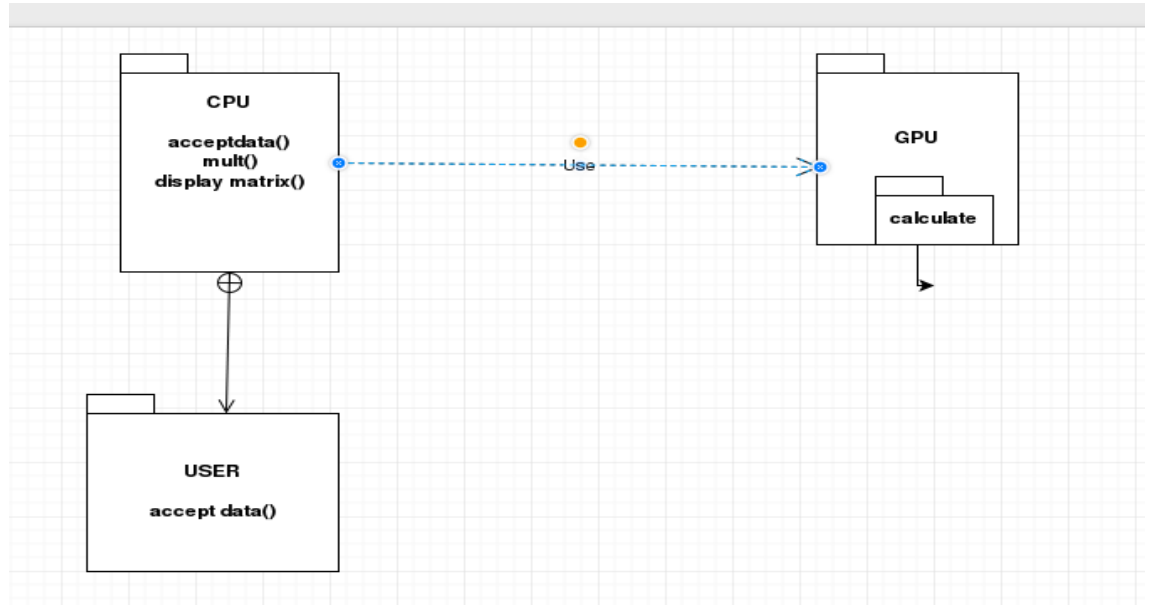 CPU
acceptdata()
mult()
display matrix()
Use
GPU
calculate
USER
accept data()